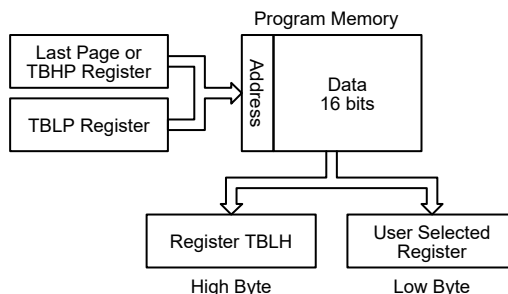 Program Memory
Last Page or
TBHP Register
TBLP Register
Address
Data
16 bits
Register TBLH
User Selected
Register
High Byte
Low Byte